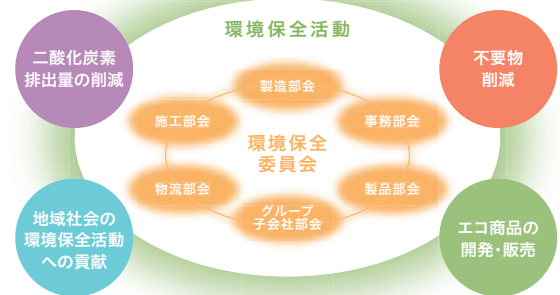 環境保全活動
二酸化炭素
排出量の削減
不要物
削減
製造部会
施工部会
事務部会
環境保全
委員会
物流部会
製品部会
グループ
子会社部会
地域社会の
環境保全活動
への貢献
エコ商品の
開発・販売